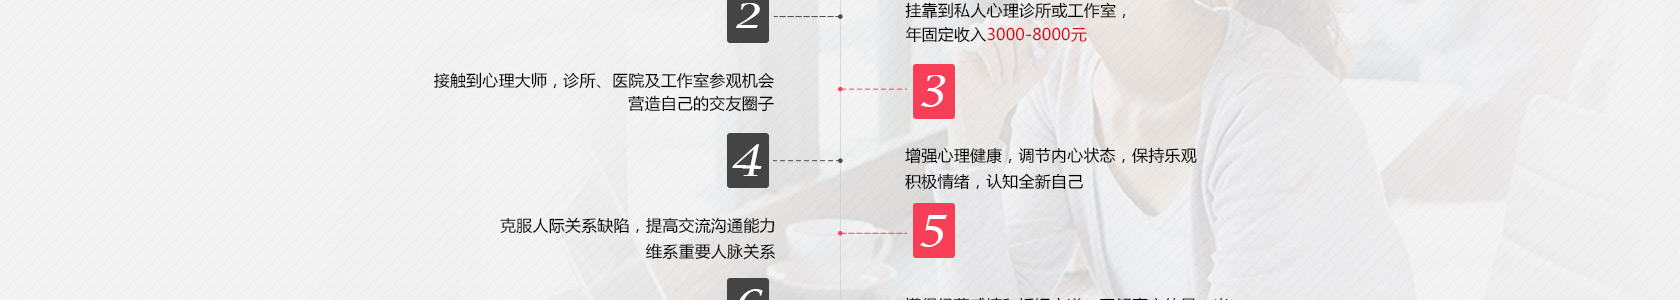 2
挂靠到私人心理诊所或工作室，
年固定收入3000-8000元
接触到心理大师，诊所、医院及工作室参观机会
营造自己的交友圈子
3
4
增强心理健康，调节内心状态，保持乐观
积极情绪，认知全新自己
克服人际关系缺陷，提高交流沟通能力
维系重要人脉关系
5
6